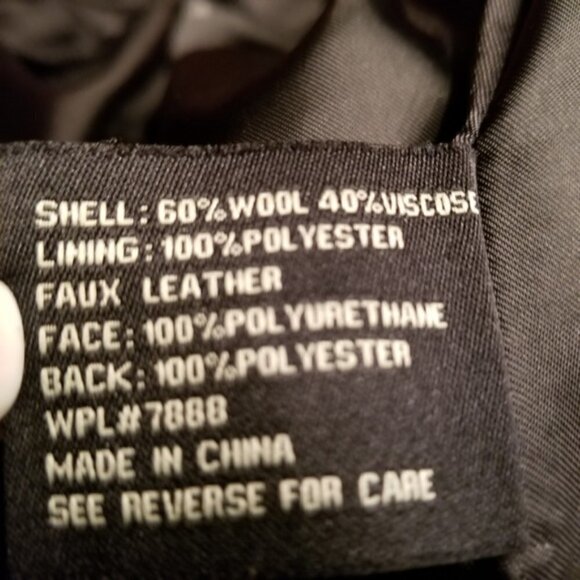 SHELL: 60%WOOL 40%VISCOSE
LINING: 100%POLYESTER
FAUX LEATHER
FACE: 100%POLYURETHANE
BACK: 100%POLYESTER
WPL#7888
MADE IN CHINA
SEE REVERSE FOR CARE